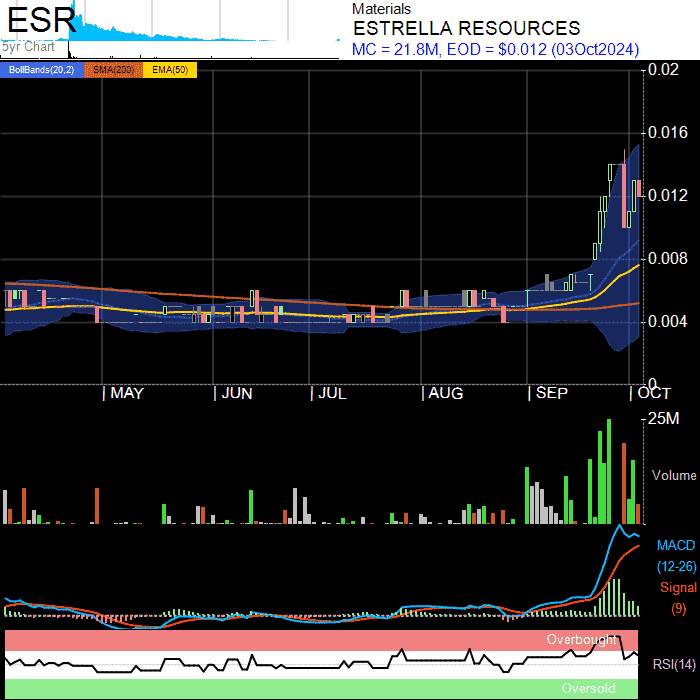 ESR
5yr Chart
Materials
ESTRELLA RESOURCES
MC = 21.8M, EOD = $0.012 (03Oct2024)
BollBands(20,2) SMA(200) EMA(50)
0.02
0.016
0.012
0.008
0.004
0
MAY JUN JUL AUG SEP OCT
25M
Volume
MACD
(12-26)
Signal
(9)
Overbought
RSI(14)
Oversold